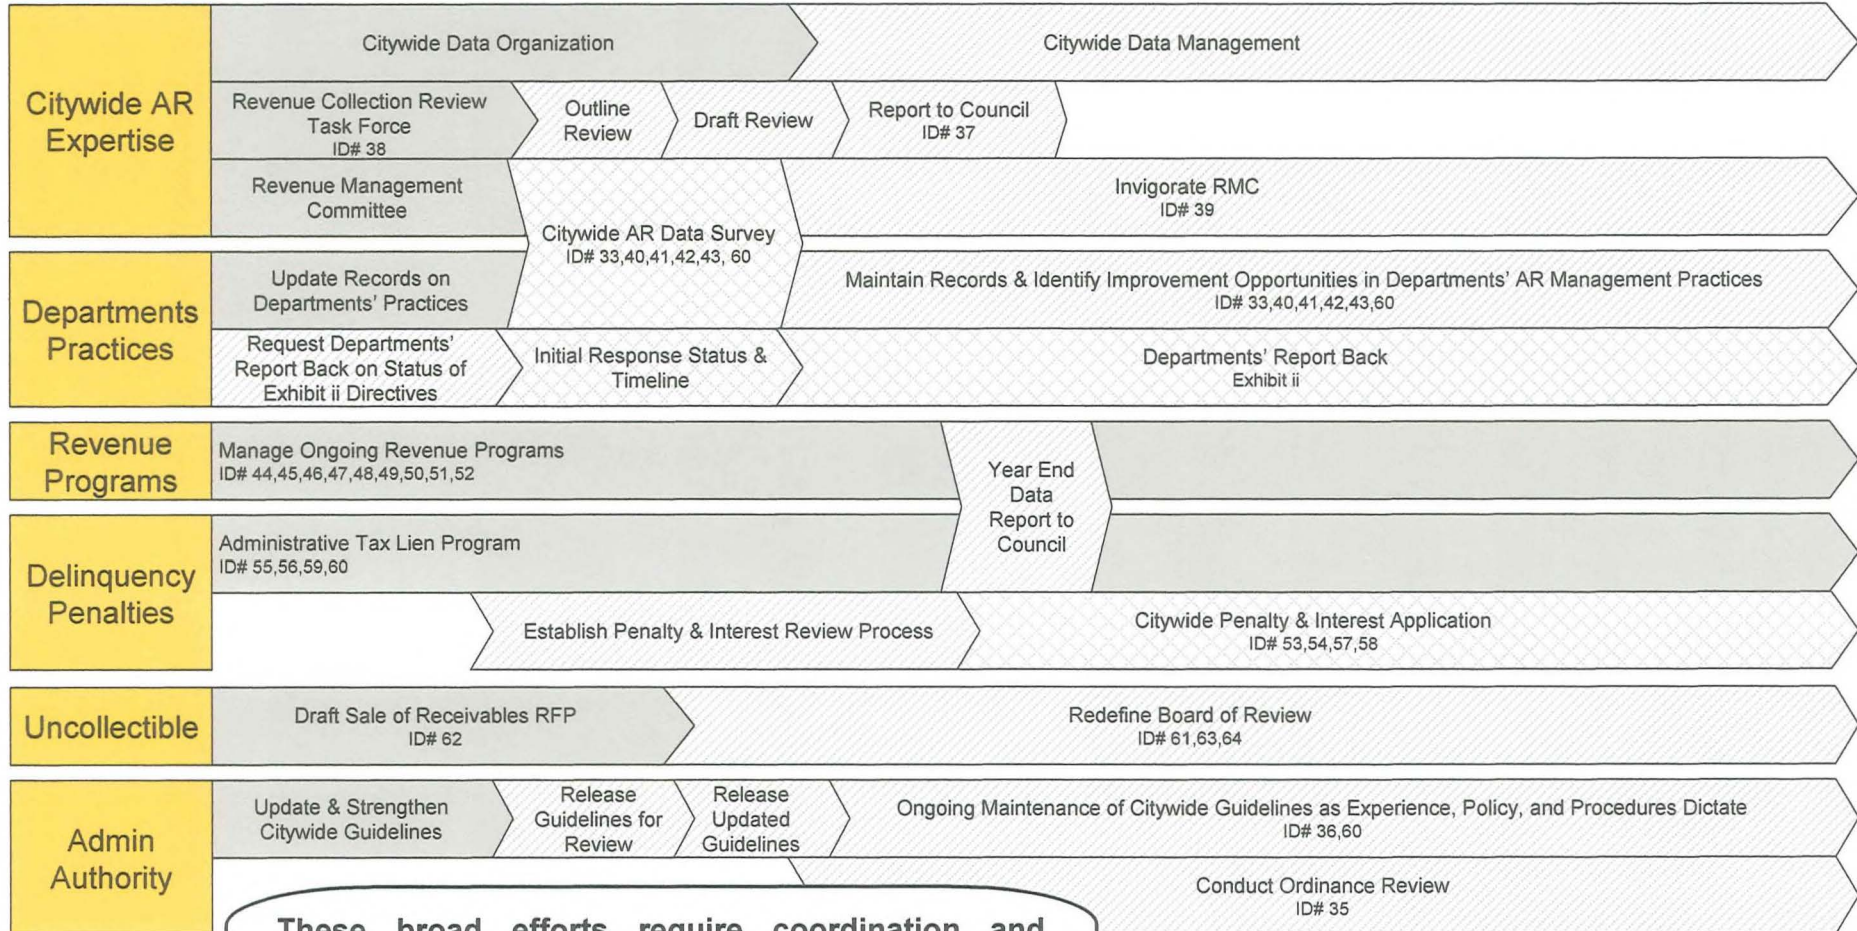 Citywide AR
Expertise
Citywide Data Organization
Citywide Data Management
Revenue Collection Review
Task Force
ID# 38
Outline
Review
Draft Review
Report to Council
ID# 37
Revenue Management
Committee
Citywide AR Data Survey
ID# 33,40,41,42,43, 60
Invigorate RMC
ID# 39
Departments
Practices
Update Records on
Departments' Practices
Maintain Records & Identify Improvement Opportunities in Departments' AR Management Practices
ID# 33,40,41,42,43,60
Request Departments'
Report Back on Status of
Exhibit ii Directives
Initial Response Status &
Timeline
Departments' Report Back
Exhibit ii
Revenue
Programs
Manage Ongoing Revenue Programs
ID# 44,45,46,47,48,49,50,51,52
Year End
Data
Report to
Council
Delinquency
Penalties
Administrative Tax Lien Program
ID# 55,56,59,60
Establish Penalty & Interest Review Process
Citywide Penalty & Interest Application
ID# 53,54,57,58
Uncollectible
Draft Sale of Receivables RFP
ID# 62
Redefine Board of Review
ID# 61,63,64
Admin
Authority
Update & Strengthen
Citywide Guidelines
Release
Guidelines for
Review
Release
Updated
Guidelines
Ongoing Maintenance of Citywide Guidelines as Experience, Policy, and Procedures Dictate
ID# 36,60
Conduct Ordinance Review
ID# 35
These broad efforts require coordination and